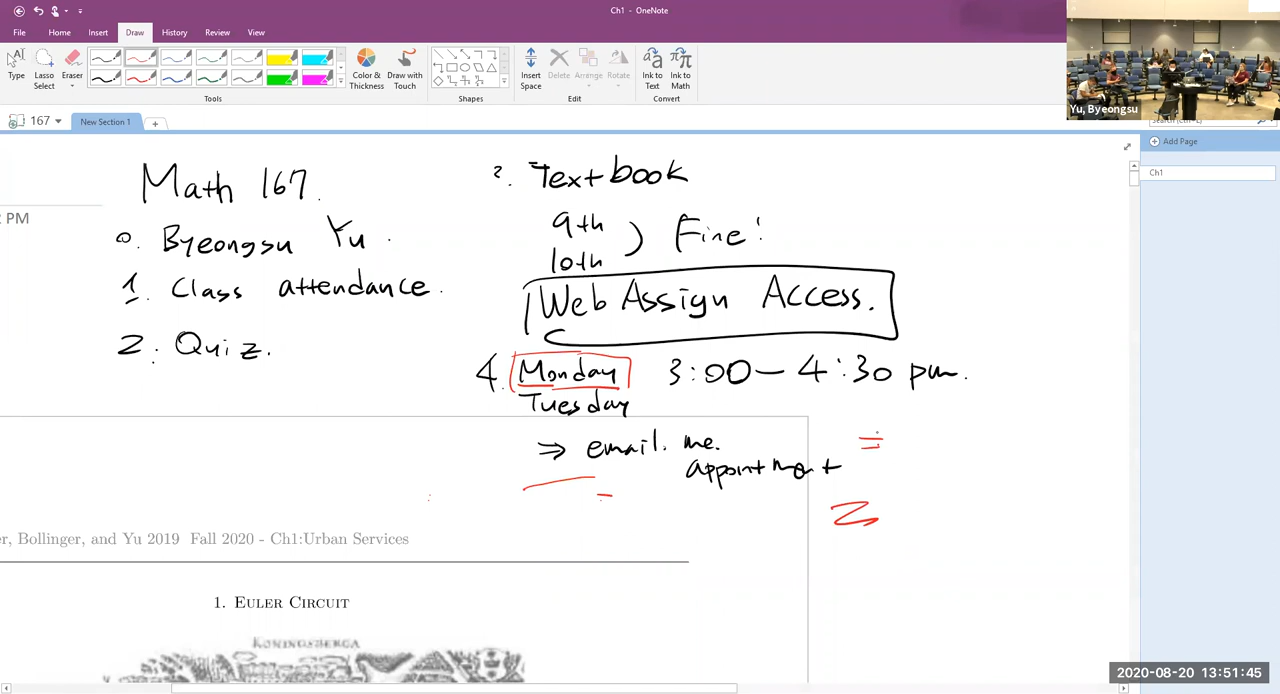 Ch1 - OneNote
File Home Insert Draw History Review View
Type
Lasso Select
Eraser
Color & Thickness
Draw with Touch
Insert Space
Delete
Arrange
Rotate
Ink to Text
Ink to Math
Tools
Shapes
Edit
Convert
Yu, Byeongsu
167
New Section 1
Add Page
Ch1
PM
Math 167.
0. Byeongsu Yu.
1. Class attendance.
2. Quiz.
2. Textbook
9th
10th
) Fine!
Web Assign Access.
4. Monday 3:00 - 4:30 pm.
Tuesday
⇒ email. me.
appointment
er, Bollinger, and Yu 2019 Fall 2020 - Ch1:Urban Services
1. Euler Circuit
KONINGSBERGA
2020-08-20 13:51:45